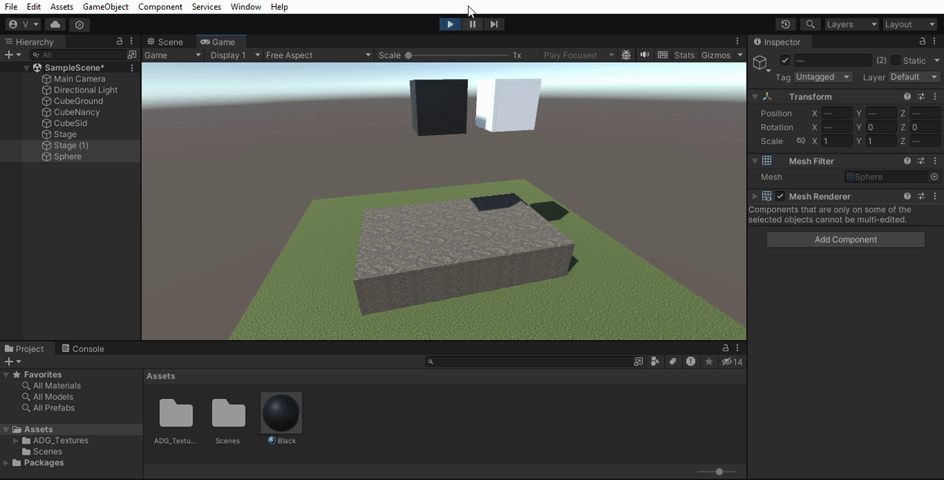 File Edit Assets GameObject Component Services Window Help
V Layers Layout
Hierarchy Scene Game Inspector
All Game Display 1 Free Aspect Scale 1x Play Focused Stats Gizmos — (2) Static
SampleScene* Tag Untagged Layer Default
Main Camera
Directional Light Transform
CubeGround
CubeNancy Position X — Y — Z —
CubeSid Rotation X — Y 0 Z 0
Stage Scale X 1 Y 1 Z —
Stage (1)
Sphere Mesh Filter
Mesh Sphere
Mesh Renderer
Components that are only on some of the
selected objects cannot be multi-edited.
Add Component
Project Console
14
Favorites Assets
All Materials
All Models
All Prefabs
Assets
ADG_Textures ADG_Textu... Scenes Black
Scenes
Packages